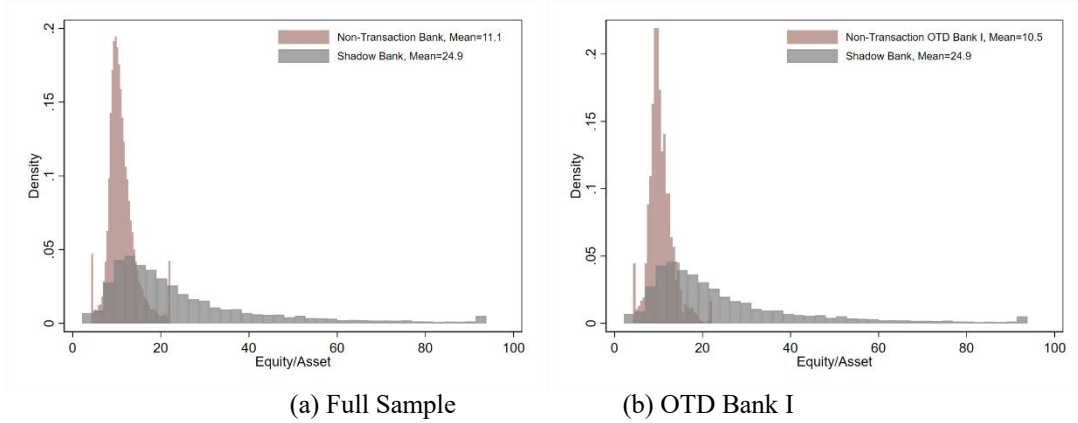 Non-Transaction Bank, Mean=11.1
Shadow Bank, Mean=24.9
Density
0
.05
.1
.15
.2
0
20
40
60
80
100
Equity/Asset
(a) Full Sample
Non-Transaction OTD Bank I, Mean=10.5
Shadow Bank, Mean=24.9
Density
0
.05
.1
.15
.2
0
20
40
60
80
100
Equity/Asset
(b) OTD Bank I